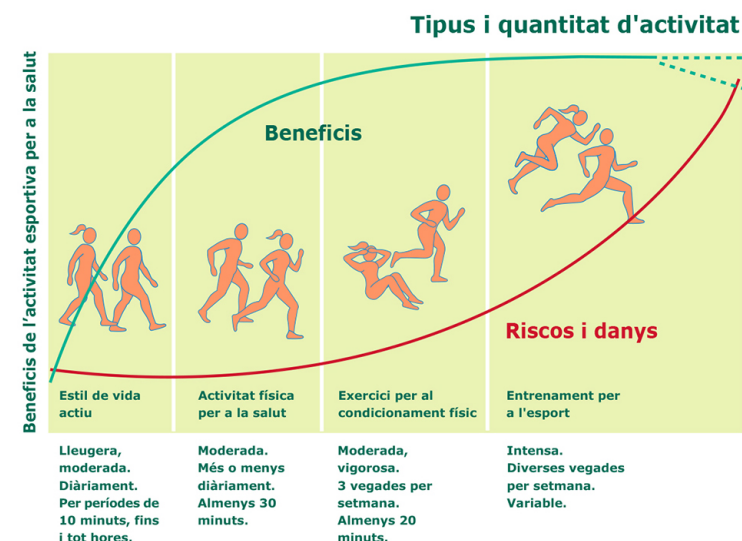 Tipus i quantitat d'activitat
Beneficis de l'activitat esportiva per a la salut
Beneficis
Riscos i danys
Estil de vida
actiu
Activitat física
per a la salut
Exercici per al
condicionament físic
Entrenament per
a l'esport
Lleugera,
moderada.
Diàriament.
Per períodes de
10 minuts, fins
i tot hores.
Moderada.
Més o menys
diàriament.
Almenys 30
minuts.
Moderada,
vigorosa.
3 vegades per
setmana.
Almenys 20
minuts.
Intensa.
Diverses vegades
per setmana.
Variable.